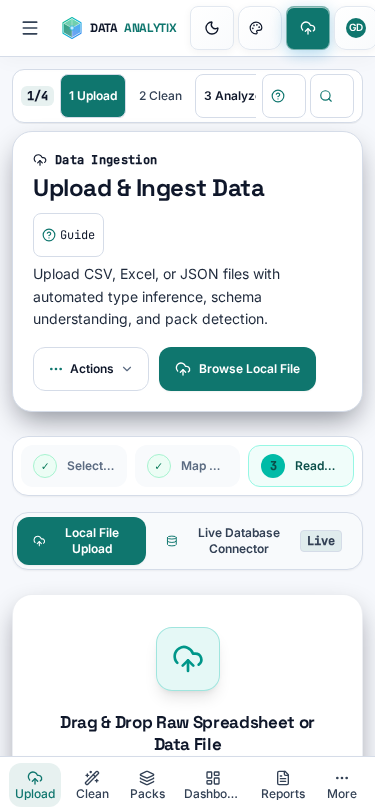 DATA ANALYTIX
GD
1/4 1 Upload 2 Clean 3 Analyz
Data Ingestion
Upload & Ingest Data
Guide
Upload CSV, Excel, or JSON files with
automated type inference, schema
understanding, and pack detection.
Actions
Browse Local File
✓ Select...
✓ Map ...
3 Read...
Local File
Upload
Live Database
Connector
Live
Drag & Drop Raw Spreadsheet or
Data File
Upload Clean Packs Dashbo... Reports More